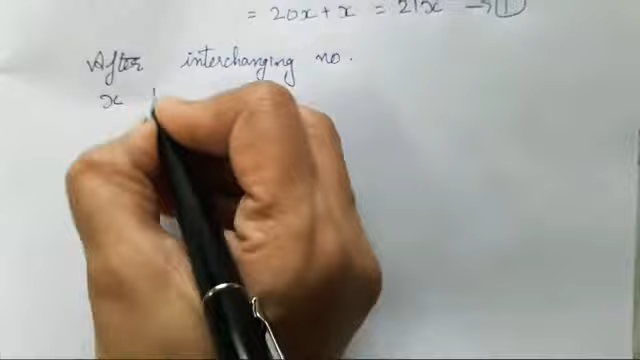 = 20x + x = 21x → ①
After interchanging no.
x